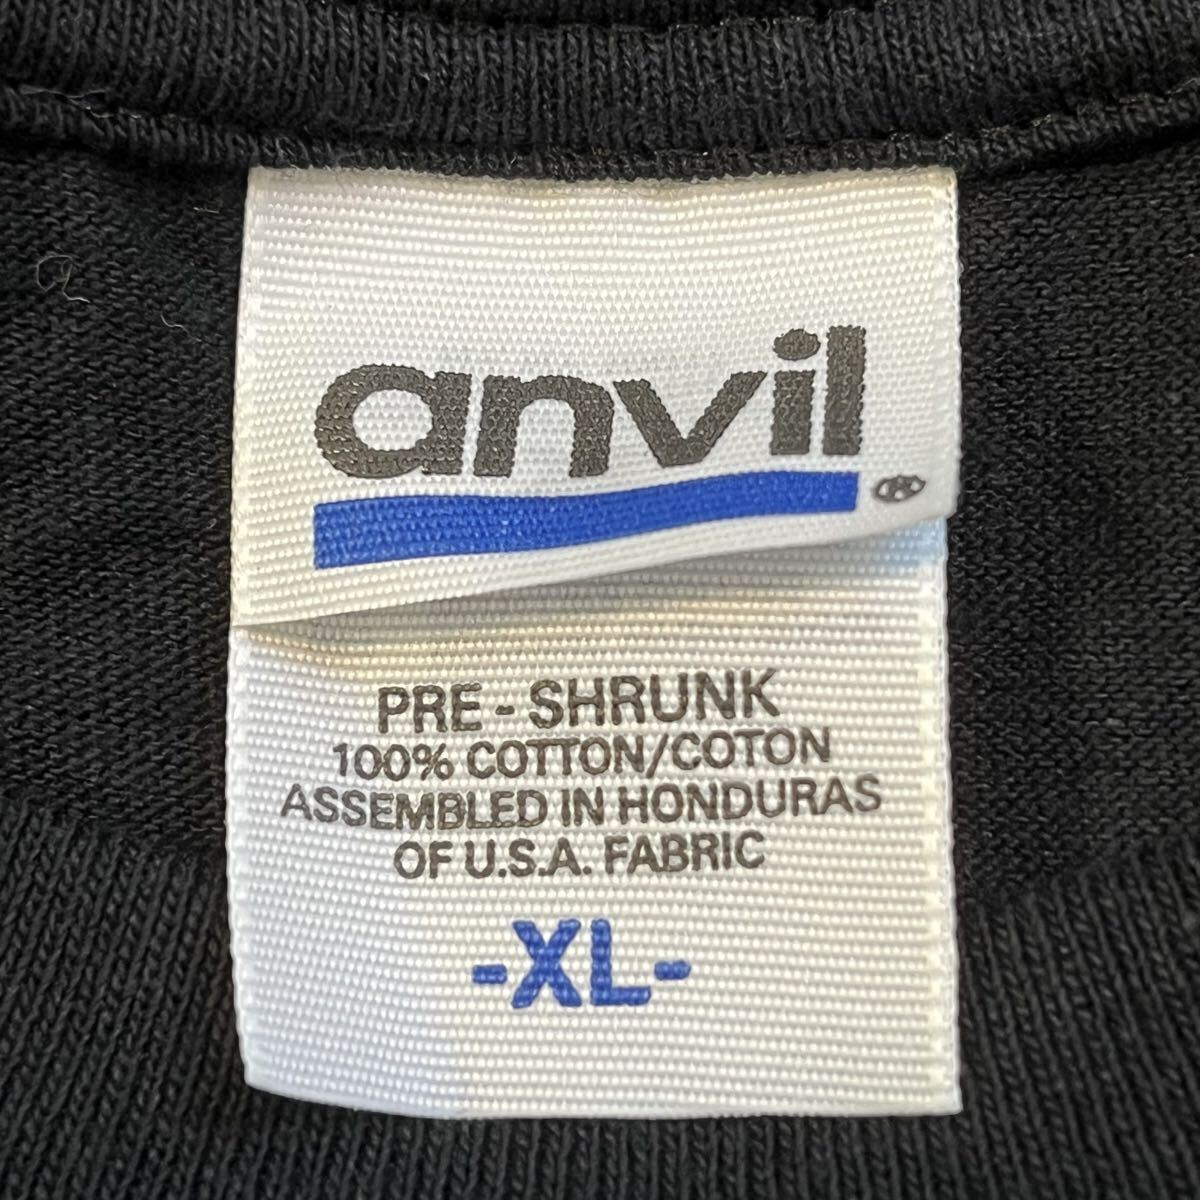 anvil
®
PRE - SHRUNK
100% COTTON/COTON
ASSEMBLED IN HONDURAS
OF U.S.A. FABRIC
-XL-